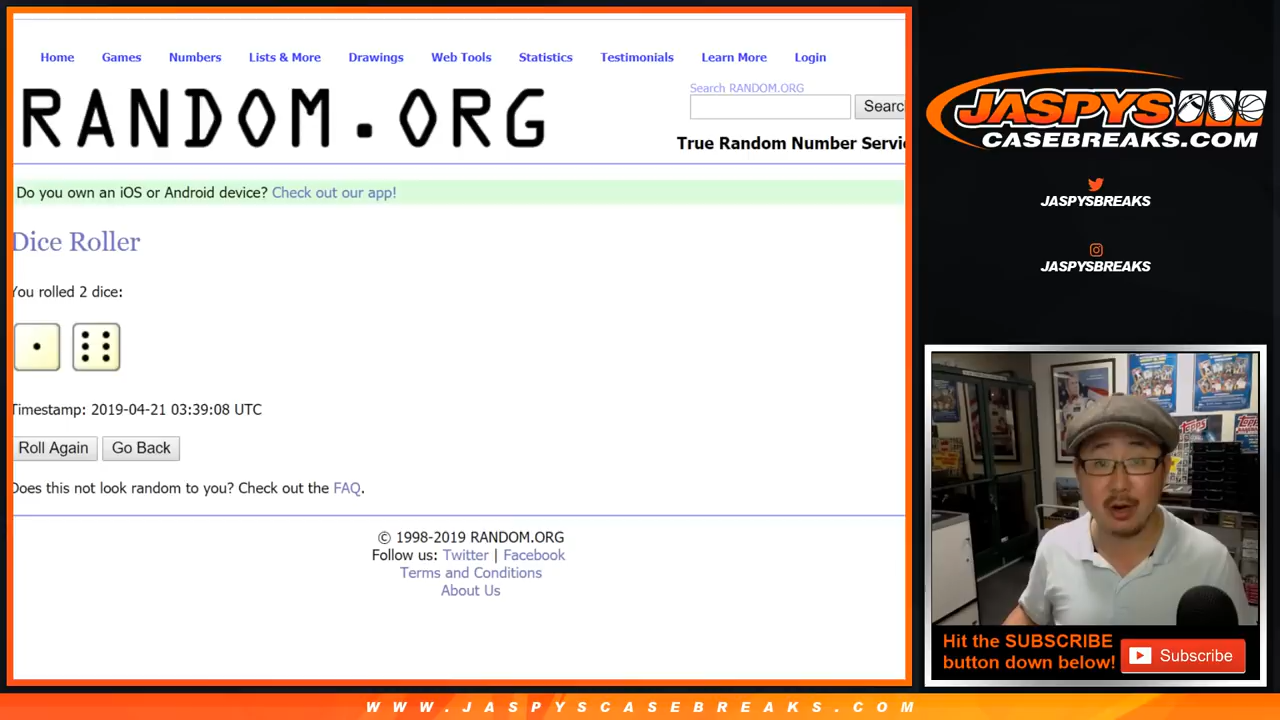 Home Games Numbers Lists & More Drawings Web Tools Statistics Testimonials Learn More Login
RANDOM.ORG
Search RANDOM.ORG
Searc
True Random Number Servi
Do you own an iOS or Android device? Check out our app!
Dice Roller
You rolled 2 dice:
Timestamp: 2019-04-21 03:39:08 UTC
Roll Again Go Back
Does this not look random to you? Check out the FAQ.
© 1998-2019 RANDOM.ORG
Follow us: Twitter | Facebook
Terms and Conditions
About Us
JASPYS
CASEBREAKS.COM
JASPYSBREAKS
JASPYSBREAKS
Topps
Hit the SUBSCRIBE
button down below!
Subscribe
WWW.JASPYSCASEBREAKS.COM